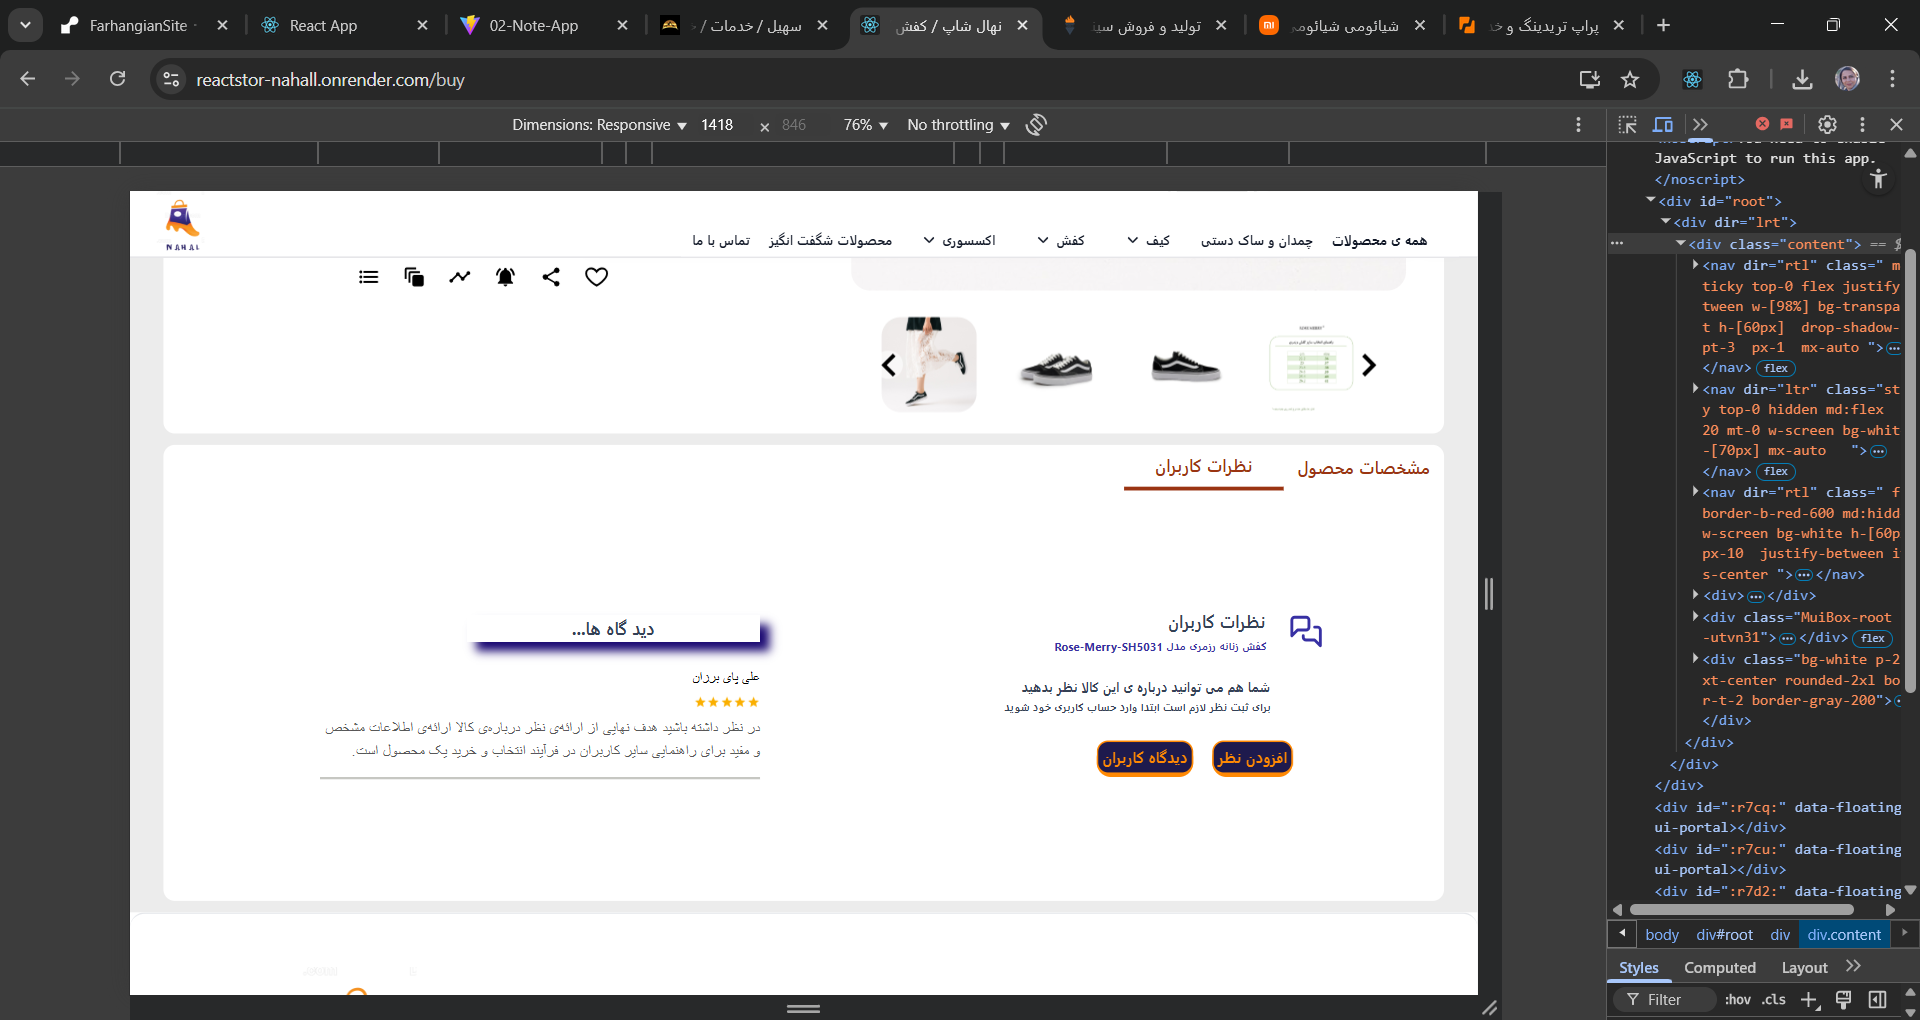 FarhangianSite
React App
02-Note-App
سهیل / خدمات /
نهال شاپ / کفش
تولید و فروش
شیائومی شیائومی
پراپ تریدینگ و
reactstor-nahall.onrender.com/buy
Dimensions: Responsive 1418 × 846 76% No throttling
NAHAL
همه ی محصولات
چمدان و ساک دستی
کیف
کفش
اکسسوری
محصولات شگفت انگیز
تماس با ما
مشخصات محصول
نظرات کاربران
نظرات کاربران
کفش زنانه رزمری مدل Rose-Merry-SH5031
شما هم می توانید درباره ی این کالا نظر بدهید
برای ثبت نظر لازم است ابتدا وارد حساب کاربری خود شوید
افزودن نظر
دیدگاه کاربران
دید گاه ها...
علی پای برزان
در نظر داشته باشید هدف نهایی از ارائه‌ی نظر درباره‌ی کالا ارائه‌ی اطلاعات مشخص
و مفید برای راهنمایی سایر کاربران در فرآیند انتخاب و خرید یک محصول است.
JavaScript to run this app.
</noscript>
<div id="root">
<div dir="lrt">
<div class="content"> ==
<nav dir="rtl" class=" m
ticky top-0 flex justify
tween w-[98%] bg-transpa
t h-[60px]  drop-shadow-
pt-3  px-1  mx-auto ">…
</nav> flex
<nav dir="ltr" class="st
y top-0 hidden md:flex
20 mt-0 w-screen bg-whit
-[70px] mx-auto   ">…
</nav> flex
<nav dir="rtl" class=" f
border-b-red-600 md:hidd
w-screen bg-white h-[60p
px-10  justify-between i
s-center ">…</nav>
<div>…</div>
<div class="MuiBox-root
-utvn31">…</div> flex
<div class="bg-white p-2
xt-center rounded-2xl bo
r-t-2 border-gray-200">
</div>
</div>
</div>
</div>
<div id=":r7cq:" data-floating
ui-portal></div>
<div id=":r7cu:" data-floating
ui-portal></div>
<div id=":r7d2:" data-floating
body div#root div div.content
Styles Computed Layout
Filter :hov .cls